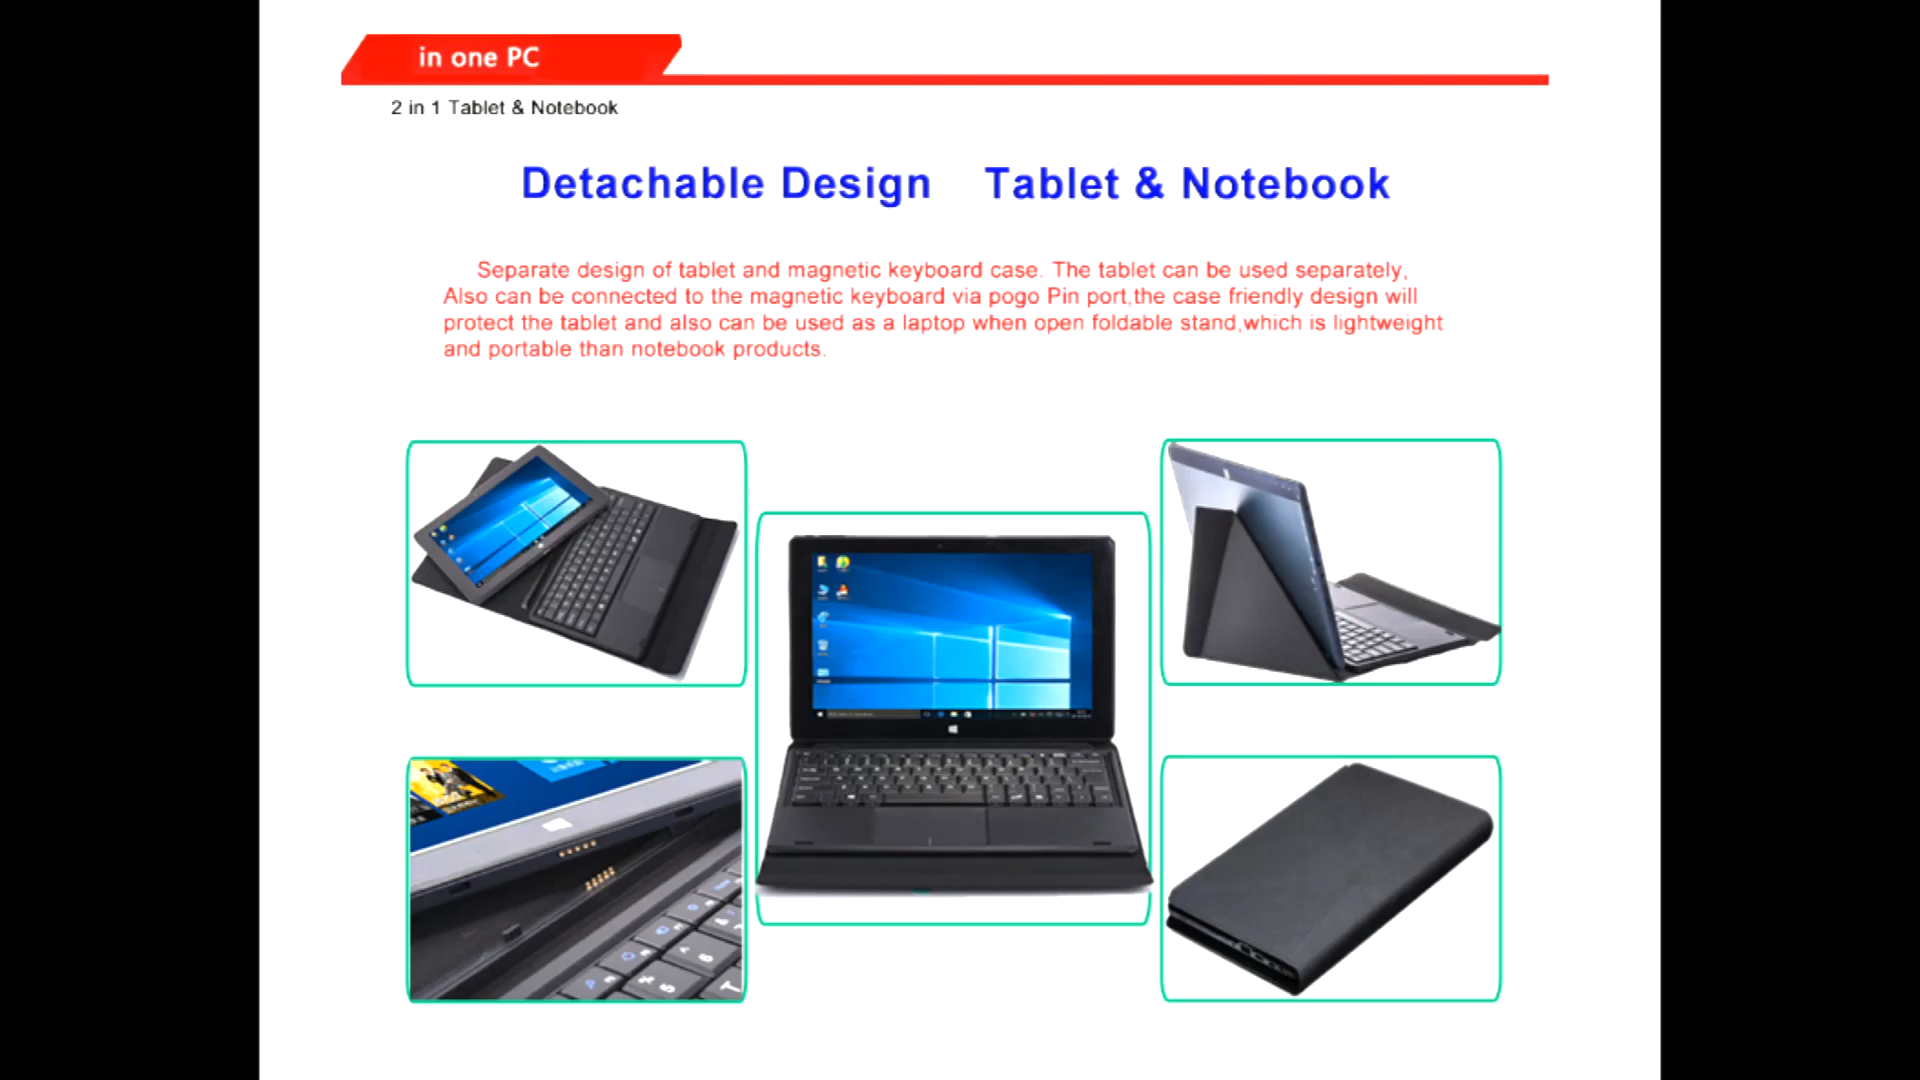 in one PC
2 in 1 Tablet & Notebook
Detachable Design Tablet & Notebook
Separate design of tablet and magnetic keyboard case. The tablet can be used separately,
Also can be connected to the magnetic keyboard via pogo Pin port,the case friendly design will
protect the tablet and also can be used as a laptop when open foldable stand,which is lightweight
and portable than notebook products.